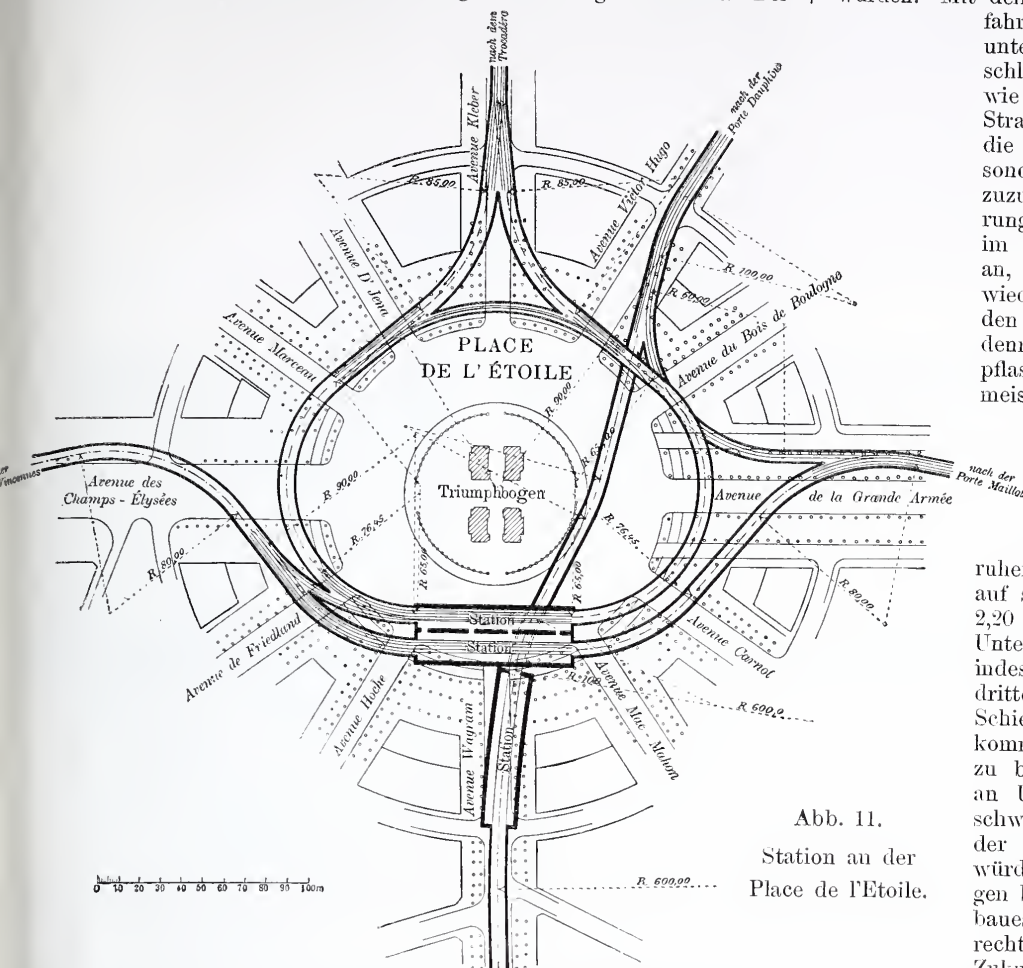 nach dem
Trocadéro
nach der
Porte Dauphine
Avenue Kleber
R. 85,00
R. 85,00
Avenue Victor Hugo
R. 100,00
R. 60,00
Avenue D' Jena
Avenue Morceau
Avenue du Bois de Boulogne
PLACE
DE L' ÉTOILE
R. 90,00
R. 90,00
Triumphbogen
Vincennes
Avenue des
Champs - Élysées
nach der
Porte Maillot
Avenue de la Grande Armée
R. 76,45
R. 76,45
R. 80,00
R. 80,00
R 65,00
R 65,00
Station
Station
Avenue de Friedland
Avenue Carnot
Avenue Hoche
Avenue Mac Mahon
R. 100
R 600,0
Avenue Wagram
Station
0 10 20 30 40 50 60 70 80 90 100m
R 600,00
Abb. 11.
Station an der
Place de l'Etoile.
fahr
unte
schl
wie
Stra
die
sond
zuzu
rung
im
an,
wied
den
denn
pflas
meis
ruhe
auf
2,20
Unte
indes
dritte
Schie
komm
zu b
an U
schw
der
würd
gen
baue
recht